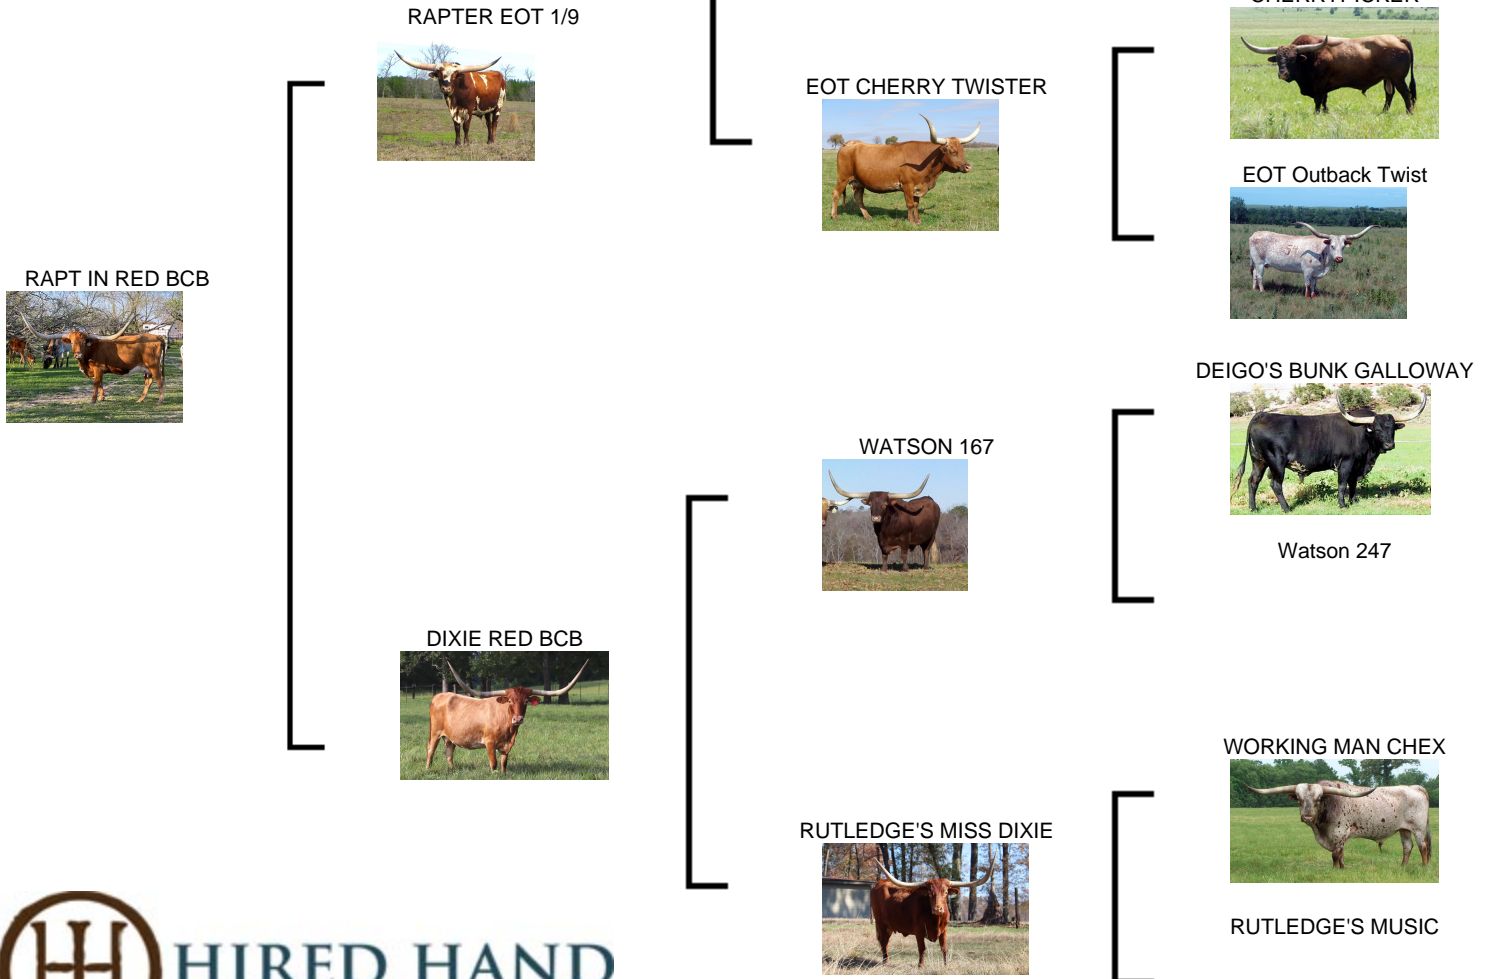 RAPTER EOT 1/9
EOT CHERRY TWISTER
EOT Outback Twist
RAPT IN RED BCB
DEIGO'S BUNK GALLOWAY
WATSON 167
Watson 247
DIXIE RED BCB
WORKING MAN CHEX
RUTLEDGE'S MISS DIXIE
RUTLEDGE'S MUSIC
HIRED HAND